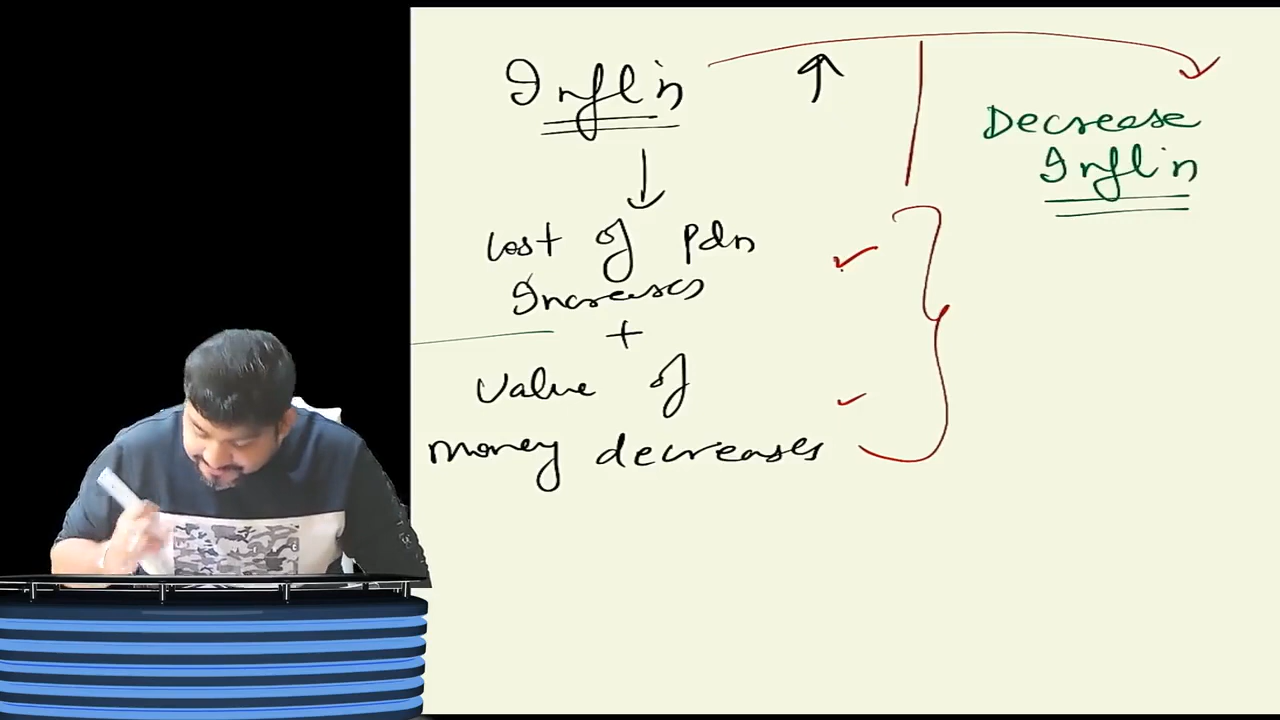 Infl'n ↑
↓
Cost of Pdn
Increases
+
Value of
money decreases
Decrease
Infl'n